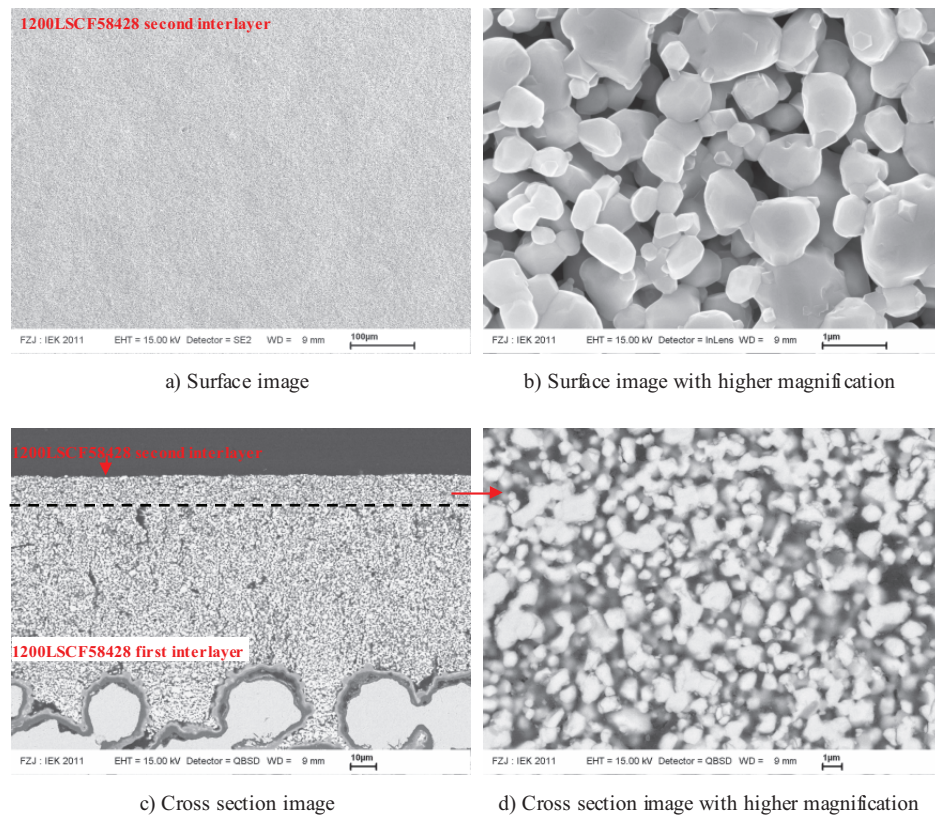 1200LSCF58428 second interlayer
FZJ : IEK 2011 EHT = 15.00 kV Detector = SE2 WD = 9 mm 100µm
FZJ : IEK 2011 EHT = 15.00 kV Detector = InLens WD = 9 mm 1µm
a) Surface image
b) Surface image with higher magnification
1200LSCF58428 second interlayer
1200LSCF58428 first interlayer
FZJ : IEK 2011 EHT = 15.00 kV Detector = QBSD WD = 9 mm 10µm
FZJ : IEK 2011 EHT = 15.00 kV Detector = QBSD WD = 9 mm 1µm
c) Cross section image
d) Cross section image with higher magnification